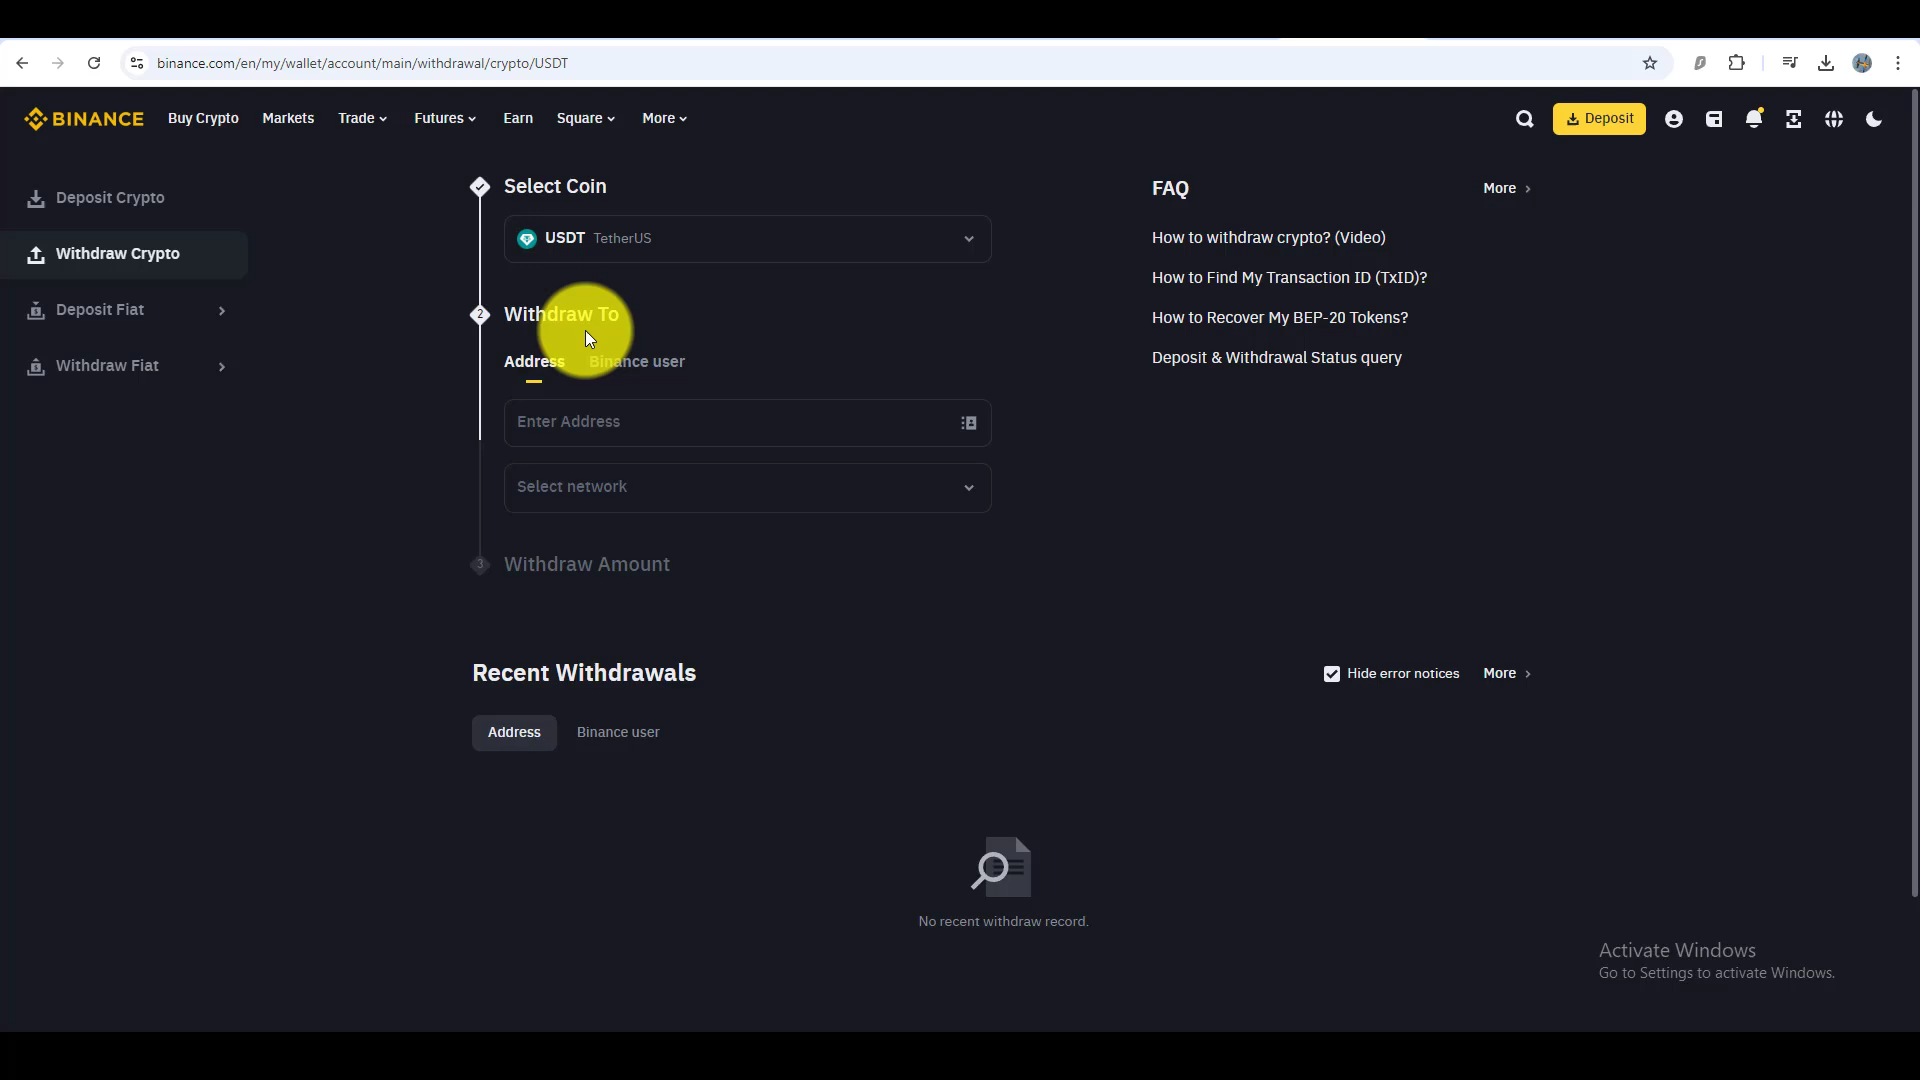 binance.com/en/my/wallet/account/main/withdrawal/crypto/USDT
BINANCE Buy Crypto Markets Trade Futures Earn Square More Deposit
Deposit Crypto
Withdraw Crypto
Deposit Fiat
Withdraw Fiat
Select Coin
USDT TetherUS
2 Withdraw To
Address Binance user
Enter Address
Select network
3 Withdraw Amount
FAQ More
How to withdraw crypto? (Video)
How to Find My Transaction ID (TxID)?
How to Recover My BEP-20 Tokens?
Deposit & Withdrawal Status query
Recent Withdrawals Hide error notices More
Address Binance user
No recent withdraw record.
Activate Windows
Go to Settings to activate Windows.